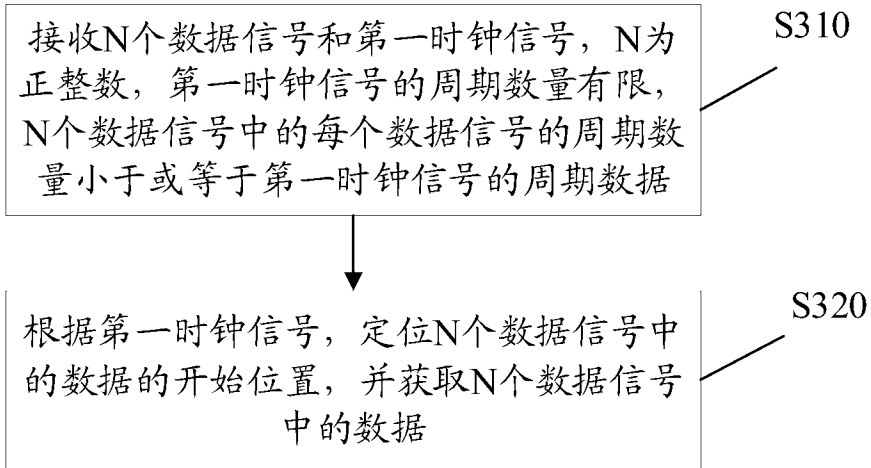 接收N个数据信号和第一时钟信号，N为
正整数，第一时钟信号的周期数量有限，
N个数据信号中的每个数据信号的周期数
量小于或等于第一时钟信号的周期数据
S310
根据第一时钟信号，定位N个数据信号中
的数据的开始位置，并获取N个数据信号
中的数据
S320